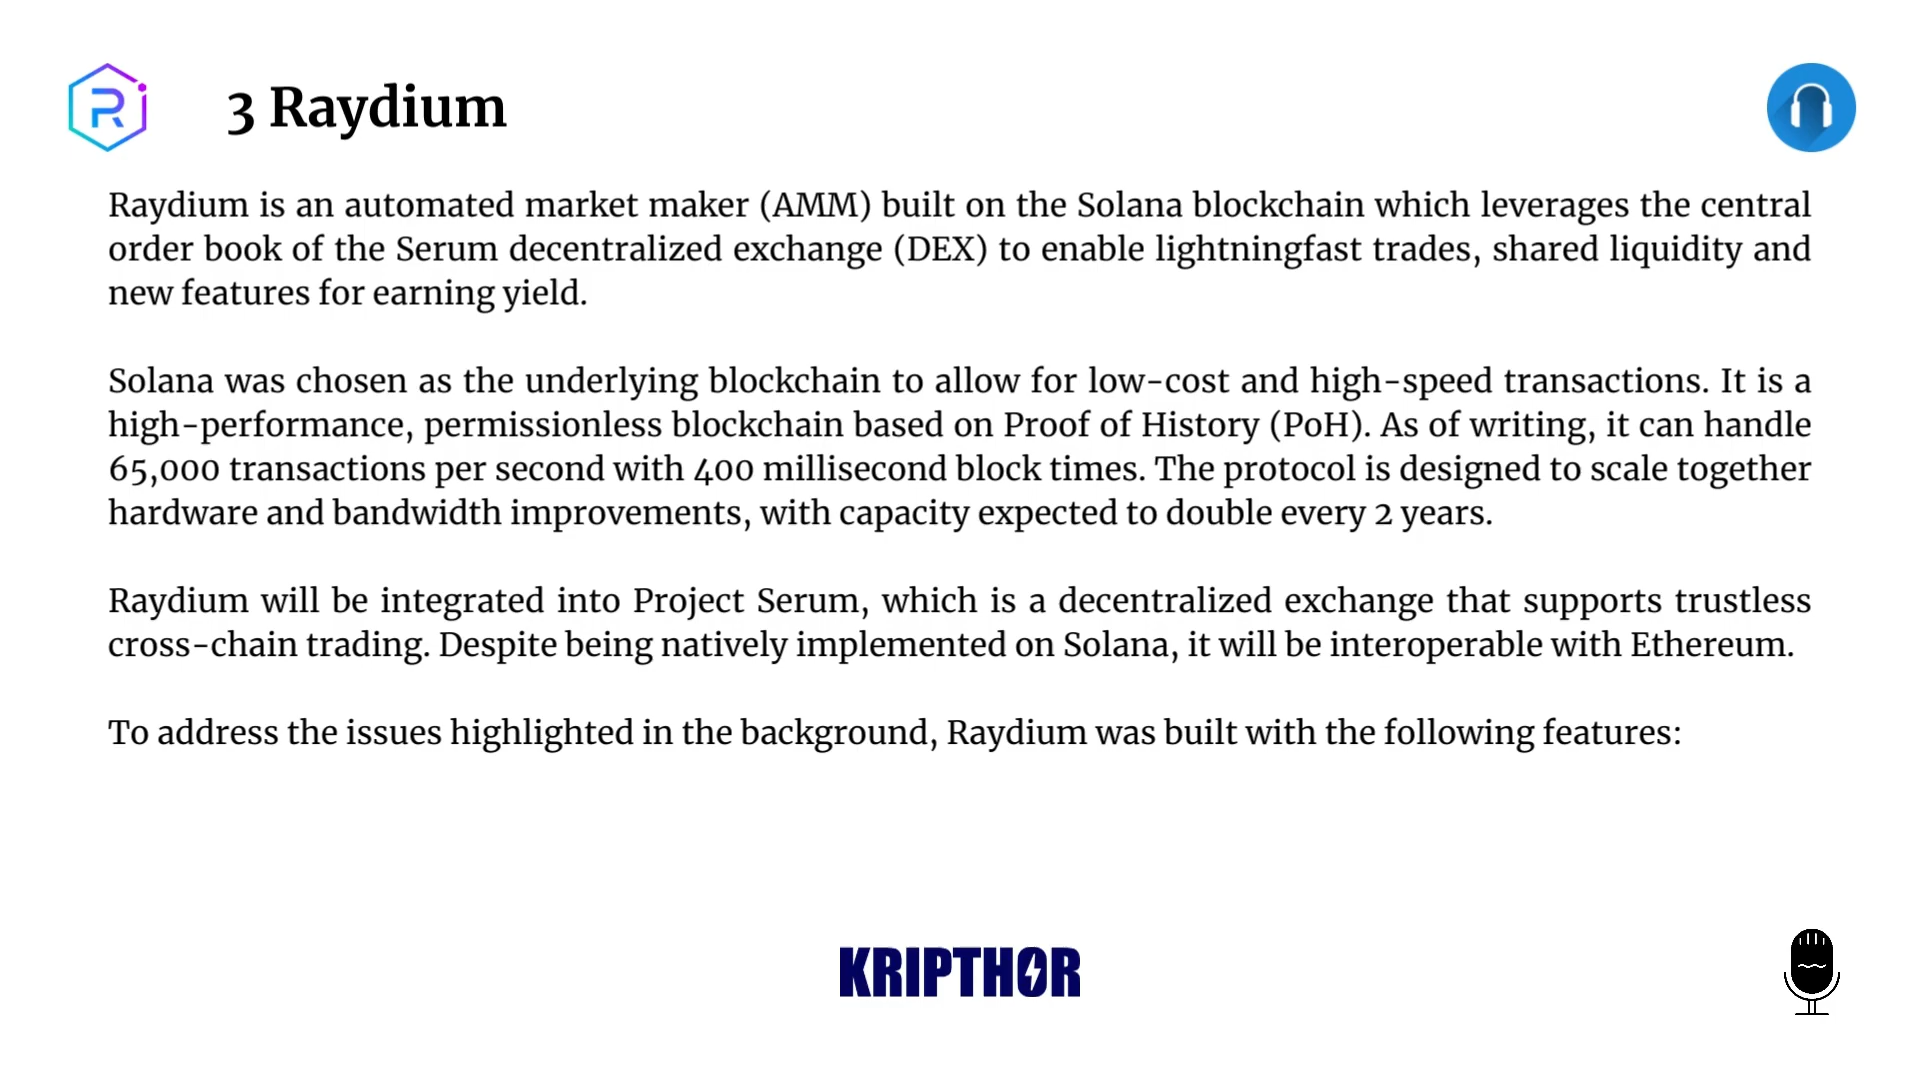 3 Raydium
Raydium is an automated market maker (AMM) built on the Solana blockchain which leverages the central
order book of the Serum decentralized exchange (DEX) to enable lightningfast trades, shared liquidity and
new features for earning yield.
Solana was chosen as the underlying blockchain to allow for low-cost and high-speed transactions. It is a
high-performance, permissionless blockchain based on Proof of History (PoH). As of writing, it can handle
65,000 transactions per second with 400 millisecond block times. The protocol is designed to scale together
hardware and bandwidth improvements, with capacity expected to double every 2 years.
Raydium will be integrated into Project Serum, which is a decentralized exchange that supports trustless
cross-chain trading. Despite being natively implemented on Solana, it will be interoperable with Ethereum.
To address the issues highlighted in the background, Raydium was built with the following features:
KRIPTHOR